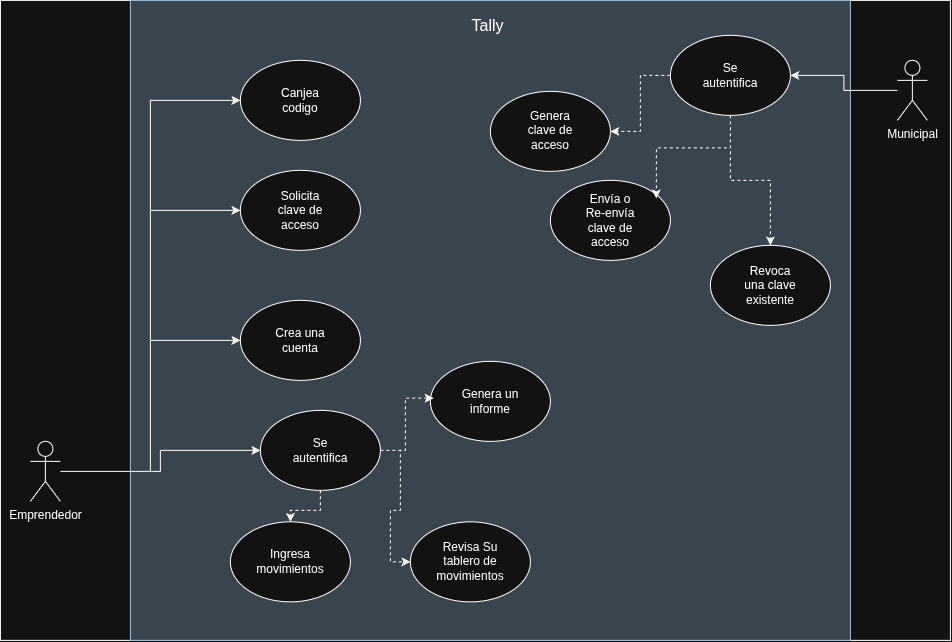 Tally
Se
autentifica
Canjea
codigo
Genera
clave de
acceso
Municipal
Solicita
clave de
acceso
Envía o
Re-envía
clave de
acceso
Revoca
una clave
existente
Crea una
cuenta
Genera un
informe
Se
autentifica
Emprendedor
Ingresa
movimientos
Revisa Su
tablero de
movimientos